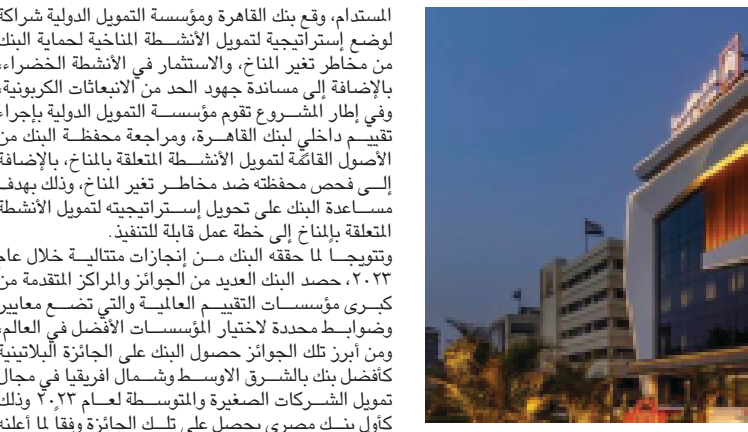 المستدام، وقع بنك القاهرة ومؤسسة التمويل الدولية شراكة
لوضع إستراتيجية لتمويل الأنشطة المناخية لحماية البنك
من مخاطر تغير المناخ، والاستثمار في الأنشطة الخضراء،
بالإضافة إلى مساندة جهود الحد من الانبعاثات الكربونية،
وفي إطار المشروع تقوم مؤسسة التمويل الدولية بإجراء
تقييم داخلي لبنك القاهرة، ومراجعة محفظة البنك من
الأصول القائمة لتمويل الأنشطة المتعلقة بالمناخ، بالإضافة
إلى فحص محفظته ضد مخاطر تغير المناخ، وذلك بهدف
مساعدة البنك على تحويل إستراتيجيته لتمويل الأنشطة
المتعلقة بالمناخ إلى خطة عمل قابلة للتنفيذ.
وتتويجاً لما حققه البنك من إنجازات متتالية خلال عام
٢٠٢٣، حصد البنك العديد من الجوائز والمراكز المتقدمة من
كبرى مؤسسات التقييم العالمية والتي تضع معايير
وضوابط محددة لاختيار المؤسسات الأفضل في العالم،
ومن أبرز تلك الجوائز حصول البنك على الجائزة البلاتينية
كأفضل بنك بالشرق الاوسط وشمال افريقيا في مجال
تمويل الشركات الصغيرة والمتوسطة لعام ٢٠٢٣ وذلك
كأول بنك مصري يحصل على تلك الجائزة وفقا لما أعلنه